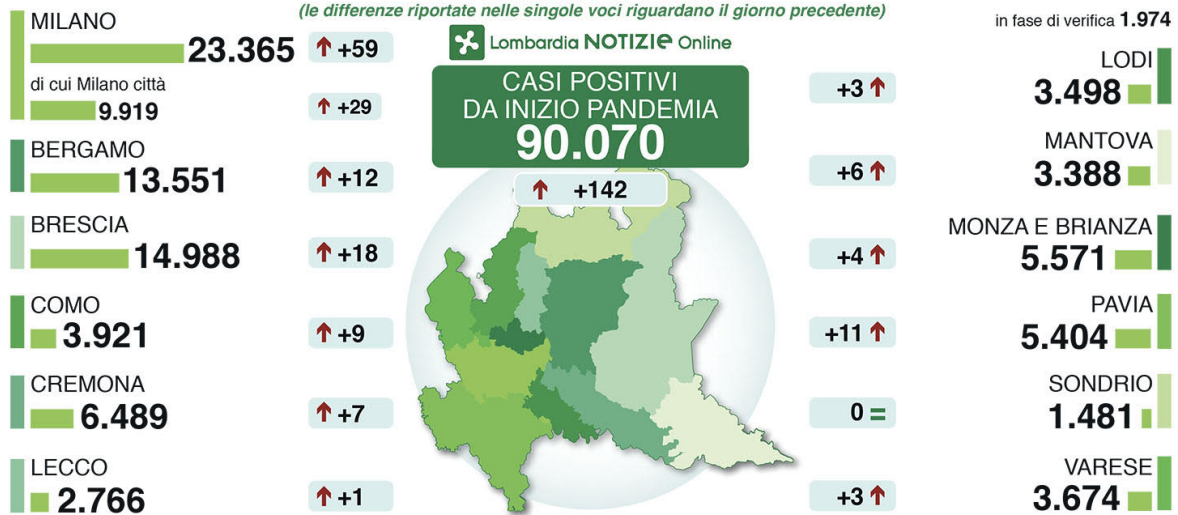 (le differenze riportate nelle singole voci riguardano il giorno precedente)
Lombardia NOTIZIE Online
CASI POSITIVI
DA INIZIO PANDEMIA
90.070
+142
MILANO
23.365 +59
di cui Milano città
9.919 +29
BERGAMO
13.551 +12
BRESCIA
14.988 +18
COMO
3.921 +9
CREMONA
6.489 +7
LECCO
2.766 +1
in fase di verifica 1.974
LODI
+3 3.498
MANTOVA
+6 3.388
MONZA E BRIANZA
+4 5.571
PAVIA
+11 5.404
SONDRIO
0 = 1.481
VARESE
+3 3.674